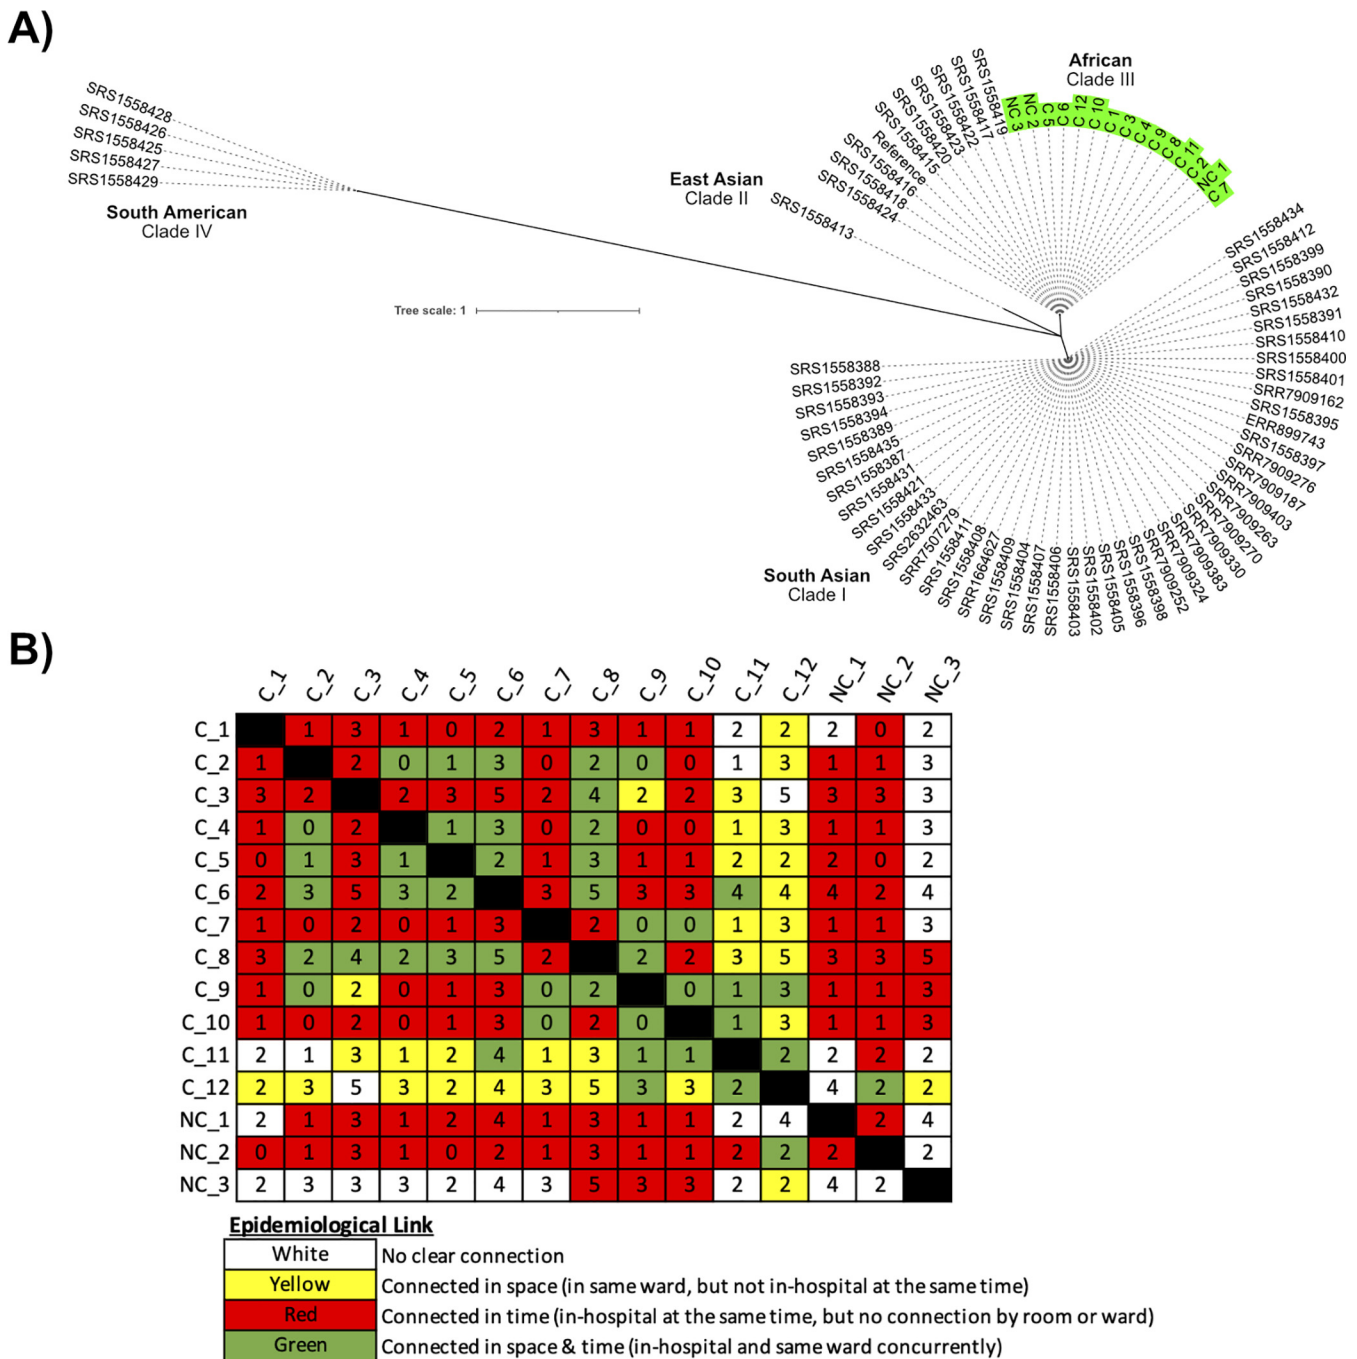 A)
SRS1558428
SRS1558426
SRS1558425
SRS1558427
SRS1558429
South American
Clade IV
Tree scale: 1
East Asian
Clade II
SRS1558413
SRS1558424
SRS1558418
SRS1558416
Reference
SRS1558415
SRS1558420
SRS1558423
SRS1558422
SRS1558417
SRS1558419
African
Clade III
NC 3
NC 2
C 5
C 6
C 12
C 10
C 1
C 3
C 4
C 9
C 8
C 11
C 2
NC 1
C 7
SRS1558434
SRS1558412
SRS1558399
SRS1558390
SRS1558432
SRS1558391
SRS1558410
SRS1558400
SRS1558401
SRR7909162
SRS1558395
ERR899743
SRS1558397
SRR7909276
SRR7909187
SRR7909403
SRR7909263
SRR7909270
SRR7909330
SRR7909383
SRR7909324
SRR7909252
SRS1558398
SRS1558396
SRS1558405
SRS1558402
SRS1558403
SRS1558406
SRS1558407
SRS1558404
SRS1558409
SRR1664627
SRS1558408
SRS1558411
SRR7507279
SRS2632463
SRS1558433
SRS1558421
SRS1558431
SRS1558387
SRS1558435
SRS1558389
SRS1558394
SRS1558393
SRS1558392
SRS1558388
South Asian
Clade I
B)
C_1 C_2 C_3 C_4 C_5 C_6 C_7 C_8 C_9 C_10 C_11 C_12 NC_1 NC_2 NC_3
C_1 1 3 1 0 2 1 3 1 1 2 2 2 0 2
C_2 1 2 0 1 3 0 2 0 0 1 3 1 1 3
C_3 3 2 2 3 5 2 4 2 2 3 5 3 3 3
C_4 1 0 2 1 3 0 2 0 0 1 3 1 1 3
C_5 0 1 3 1 2 1 3 1 1 2 2 2 0 2
C_6 2 3 5 3 2 3 5 3 3 4 4 4 2 4
C_7 1 0 2 0 1 3 2 0 0 1 3 1 1 3
C_8 3 2 4 2 3 5 2 2 2 3 5 3 3 5
C_9 1 0 2 0 1 3 0 2 0 1 3 1 1 3
C_10 1 0 2 0 1 3 0 2 0 1 3 1 1 3
C_11 2 1 3 1 2 4 1 3 1 1 2 2 2 2
C_12 2 3 5 3 2 4 3 5 3 3 2 4 2 2
NC_1 2 1 3 1 2 4 1 3 1 1 2 4 2 4
NC_2 0 1 3 1 0 2 1 3 1 1 2 2 2 2
NC_3 2 3 3 3 2 4 3 5 3 3 2 2 4 2
Epidemiological Link
White No clear connection
Yellow Connected in space (in same ward, but not in-hospital at the same time)
Red Connected in time (in-hospital at the same time, but no connection by room or ward)
Green Connected in space & time (in-hospital and same ward concurrently)